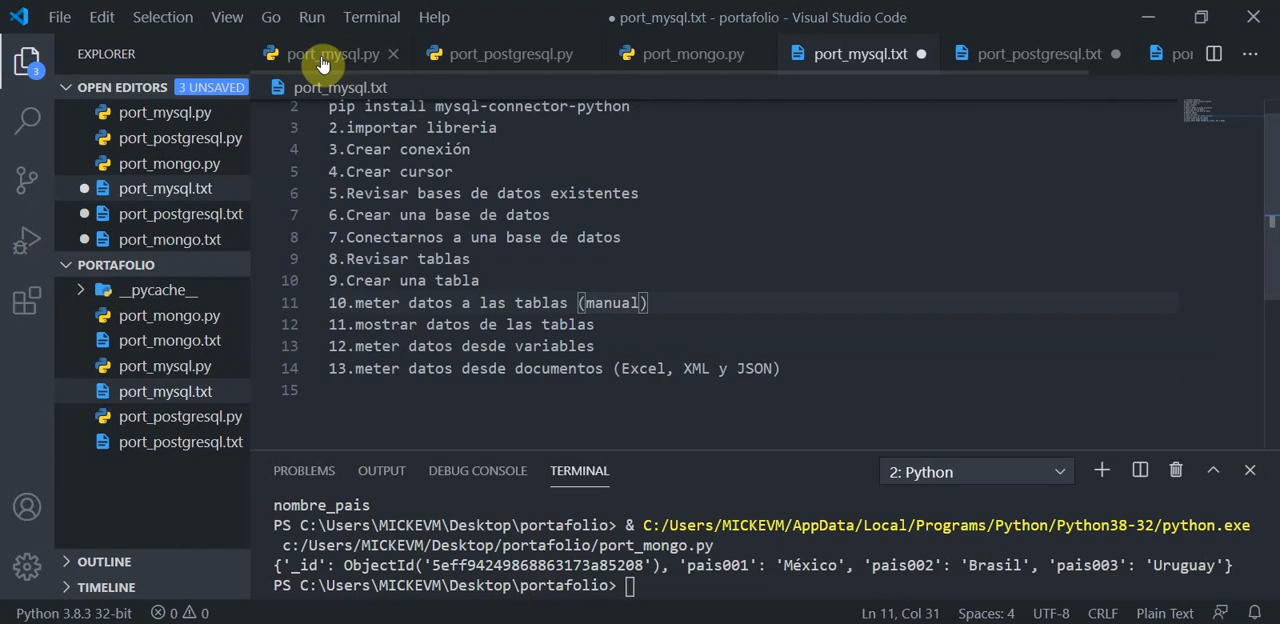 File Edit Selection View Go Run Terminal Help
● port_mysql.txt - portafolio - Visual Studio Code
EXPLORER
port_mysql.py
port_postgresql.py
port_mongo.py
port_mysql.txt
port_postgresql.txt
por
3
OPEN EDITORS 3 UNSAVED
port_mysql.py
port_postgresql.py
port_mongo.py
port_mysql.txt
port_postgresql.txt
port_mongo.txt
PORTAFOLIO
__pycache__
port_mongo.py
port_mongo.txt
port_mysql.py
port_mysql.txt
port_postgresql.py
port_postgresql.txt
OUTLINE
TIMELINE
port_mysql.txt
2 pip install mysql-connector-python
3 2.importar libreria
4 3.Crear conexión
5 4.Crear cursor
6 5.Revisar bases de datos existentes
7 6.Crear una base de datos
8 7.Conectarnos a una base de datos
9 8.Revisar tablas
10 9.Crear una tabla
11 10.meter datos a las tablas (manual)
12 11.mostrar datos de las tablas
13 12.meter datos desde variables
14 13.meter datos desde documentos (Excel, XML y JSON)
15
PROBLEMS OUTPUT DEBUG CONSOLE TERMINAL
2: Python
nombre_pais
PS C:\Users\MICKEVM\Desktop\portafolio> & C:/Users/MICKEVM/AppData/Local/Programs/Python/Python38-32/python.exe
c:/Users/MICKEVM/Desktop/portafolio/port_mongo.py
{'_id': ObjectId('5eff94249868863173a85208'), 'pais001': 'México', 'pais002': 'Brasil', 'pais003': 'Uruguay'}
PS C:\Users\MICKEVM\Desktop\portafolio>
Python 3.8.3 32-bit 0 0
Ln 11, Col 31 Spaces: 4 UTF-8 CRLF Plain Text